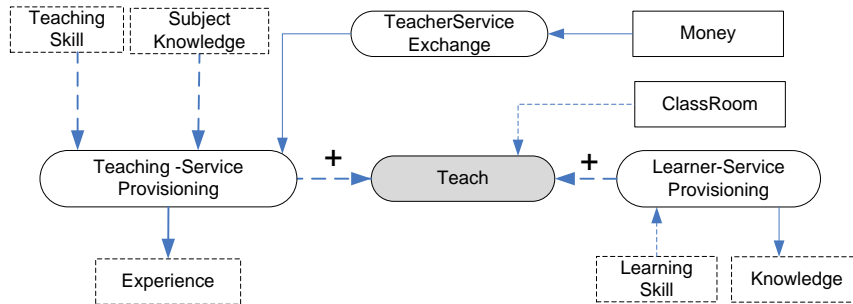 Teaching
Skill
Subject
Knowledge
TeacherService
Exchange
Money
ClassRoom
Teaching -Service
Provisioning
+
Teach
+
Learner-Service
Provisioning
Experience
Learning
Skill
Knowledge